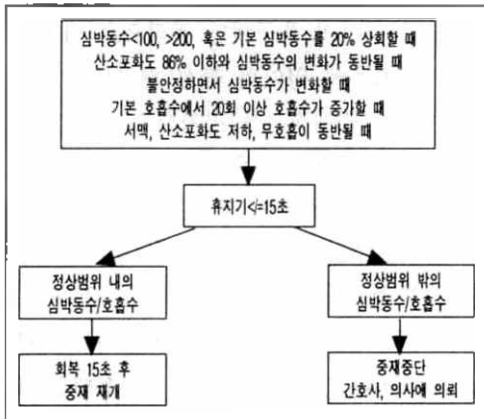 심박동수<100, >200, 혹은 기본 심박동수를 20% 상회할 때
산소포화도 86% 이하와 심박동수의 변화가 동반될 때
불안정하면서 심박동수가 변화할 때
기본 호흡수에서 20회 이상 호흡수가 증가할 때
서맥, 산소포화도 저하, 무호흡이 동반될 때
휴지기</=15초
정상범위 내의
심박동수/호흡수
정상범위 밖의
심박동수/호흡수
회복 15초 후
중재 재개
중재중단
간호사, 의사에 의뢰